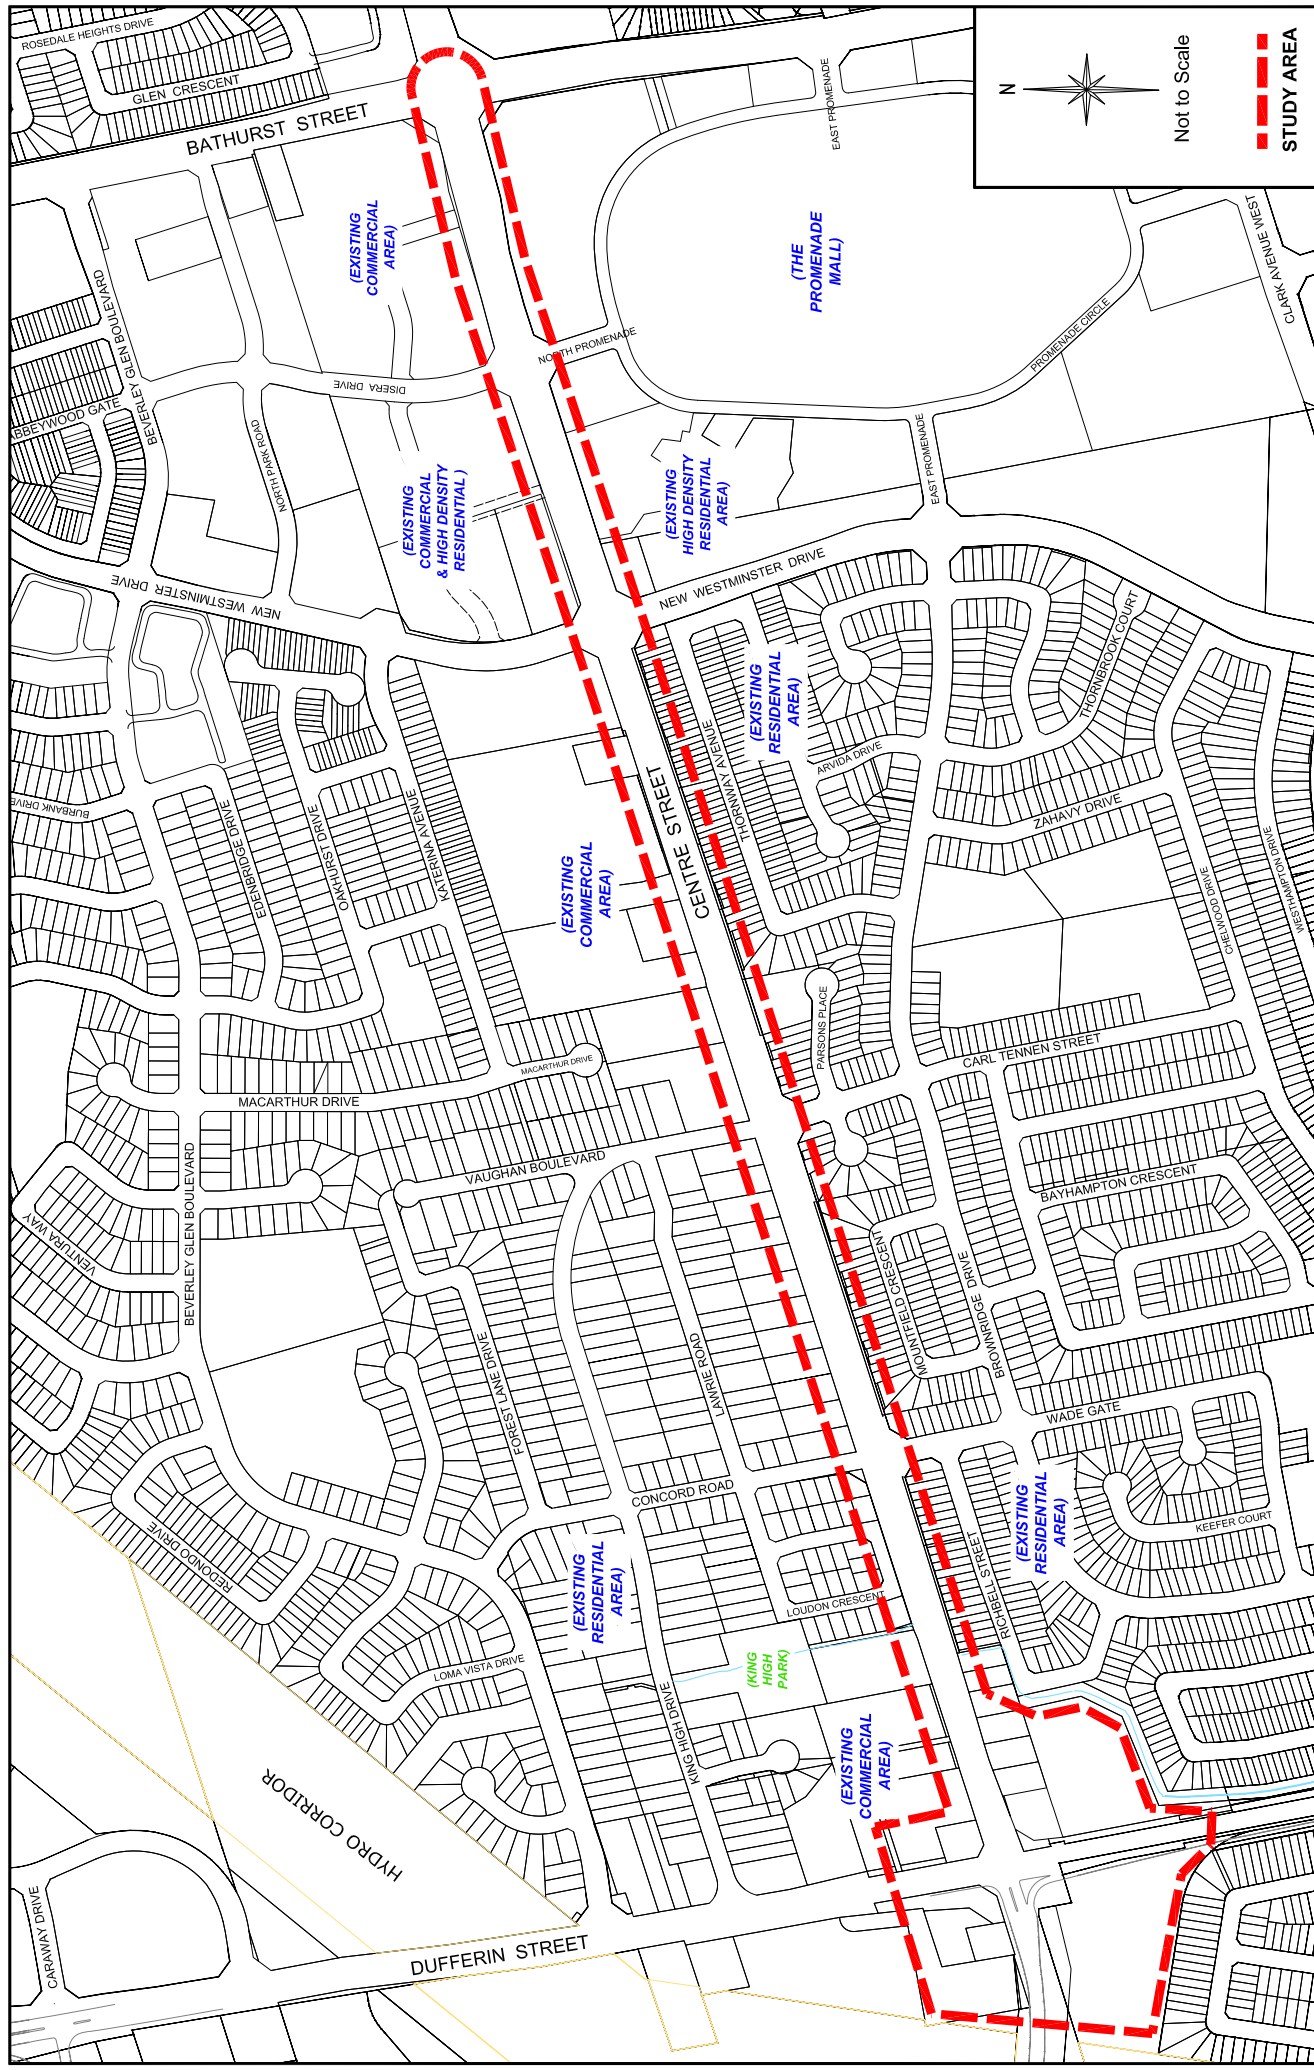 ROSEDALE HEIGHTS DRIVE
GLEN CRESCENT
BATHURST STREET
N
Not to Scale
STUDY AREA
EAST PROMENADE
(EXISTING
COMMERCIAL
AREA)
(THE
PROMENADE
MALL)
CLARK AVENUE WEST
BEVERLEY GLEN BOULEVARD
NORTH PROMENADE
PROMENADE CIRCLE
DISERA DRIVE
ABBEYWOOD GATE
NORTH PARK ROAD
(EXISTING
COMMERCIAL
& HIGH DENSITY
RESIDENTIAL )
(EXISTING
HIGH DENSITY
RESIDENTIAL
AREA)
EAST PROMENADE
NEW WESTMINSTER DRIVE
NEW WESTMINSTER DRIVE
THORNBROOK COURT
(EXISTING
RESIDENTIAL
AREA)
CENTRE STREET
THORNWAY AVENUE
ARVIDA DRIVE
ZAHAVY DRIVE
BURBANK DRIVE
EDENBRIDGE DRIVE
OAKHURST DRIVE
KATERINA AVENUE
(EXISTING
COMMERCIAL
AREA)
CHELWOOD DRIVE
WESTHAMPTON DRIVE
PARSONS PLACE
CARL TENNEN STREET
MACARTHUR DRIVE
MACARTHUR DRIVE
VAUGHAN BOULEVARD
BEVERLEY GLEN BOULEVARD
VENTURA WAY
BAYHAMPTON CRESCENT
MOUNTFIELD CRESCENT
BROWNRIDGE DRIVE
FOREST LANE DRIVE
LAWRIE ROAD
WADE GATE
CONCORD ROAD
REDONDO DRIVE
KEEFER COURT
(EXISTING
RESIDENTIAL
AREA)
(EXISTING
RESIDENTIAL
AREA)
RICHBELL STREET
LOUDON CRESCENT
LOMA VISTA DRIVE
(KING
HIGH
PARK)
KING HIGH DRIVE
(EXISTING
COMMERCIAL
AREA)
HYDRO CORRIDOR
DUFFERIN STREET
CARAWAY DRIVE